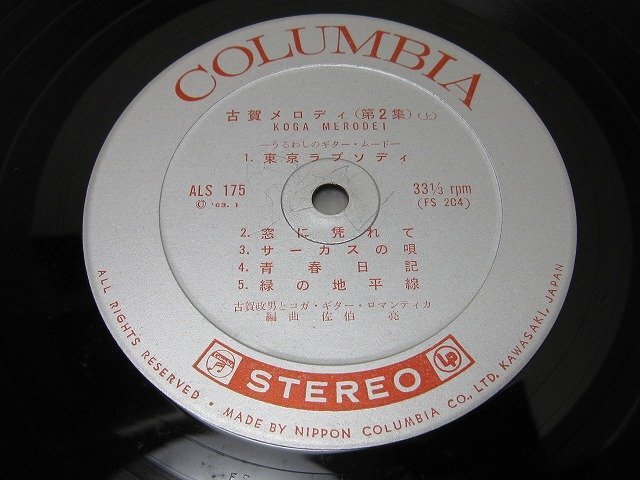 COLUMBIA
古賀メロディ(第2集)(上)
KOGA MERODEI
—うるわしのギター・ムード—
1. 東京ラプソディ
ALS 175
Ⓒ '63.1
33⅓ rpm
(FS 204)
2. 窓に凭れて
3. サーカスの唄
4. 青春日記
5. 緑の地平線
古賀政男とコガ・ギター・ロマンティカ
編曲 佐伯 亮
STEREO
LP
ALL RIGHTS RESERVED • MADE BY NIPPON COLUMBIA CO., LTD. KAWASAKI, JAPAN